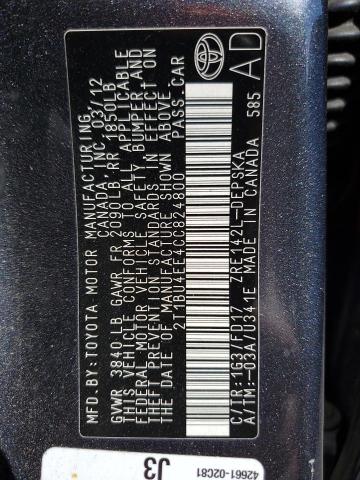 MFD. BY: TOYOTA MOTOR MANUFACTURING
CANADA, INC. 03/12
GVWR 3840 LB GAWR FR 2090LB RR 1850LB
THIS VEHICLE CONFORMS TO ALL APPLICABLE
FEDERAL MOTOR VEHICLE SAFETY, BUMPER, AND
THEFT PREVENTION STANDARDS IN EFFECT ON
THE DATE OF MANUFACTURE SHOWN ABOVE.
2T1BU4EE4CC824800 PASS. CAR
C/TR: 1G3/FD17 ZRE142L-DEPSKA
A/TM: -03A/U341E MADE IN CANADA 585
AD
TOYOTA
42661-02C81
J3